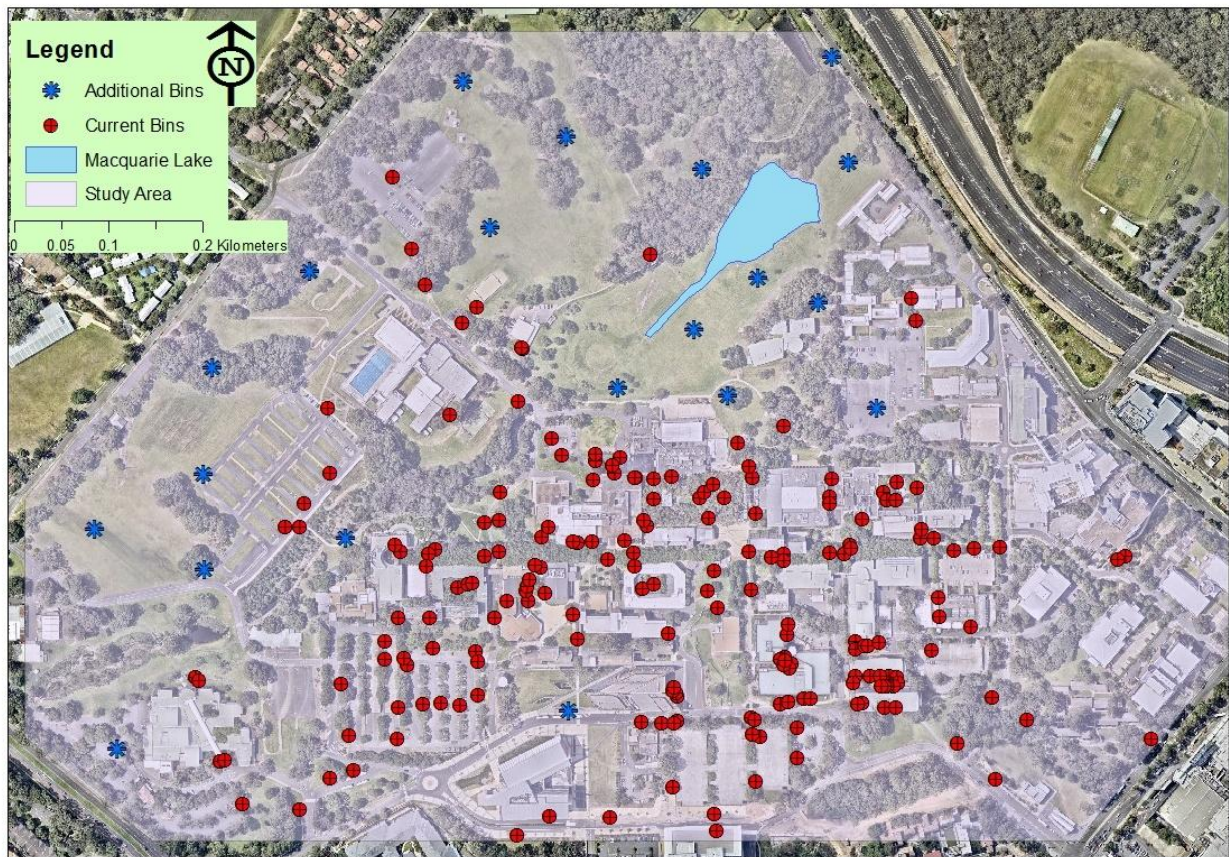 Legend
N
Additional Bins
Current Bins
Macquarie Lake
Study Area
0 0.05 0.1 0.2 Kilometers